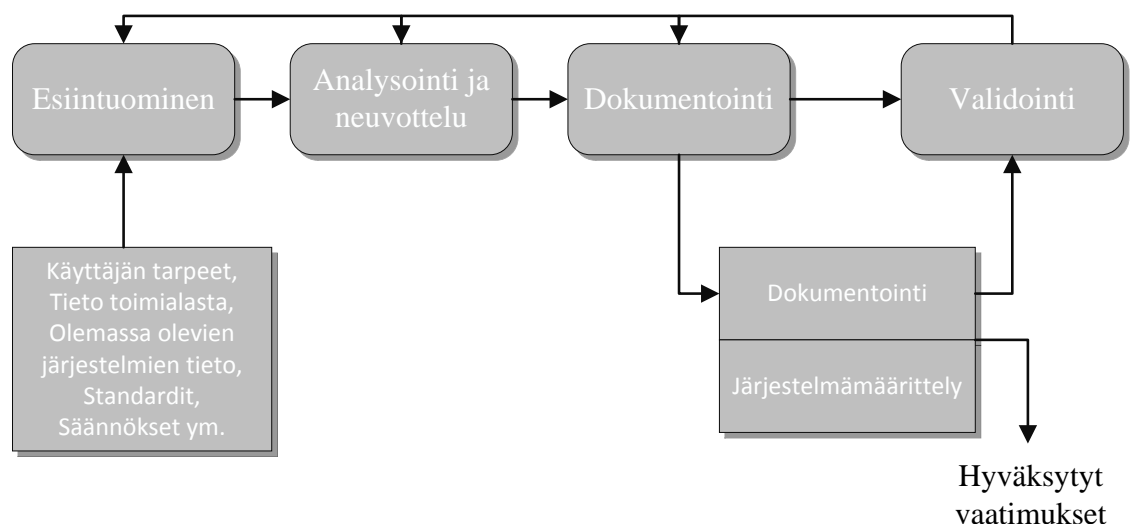 Esiintuominen
Analysointi ja
neuvottelu
Dokumentointi
Validointi
Käyttäjän tarpeet,
Tieto toimialasta,
Olemassa olevien
järjestelmien tieto,
Standardit,
Säännökset ym.
Dokumentointi
Järjestelmämäärittely
Hyväksytyt
vaatimukset